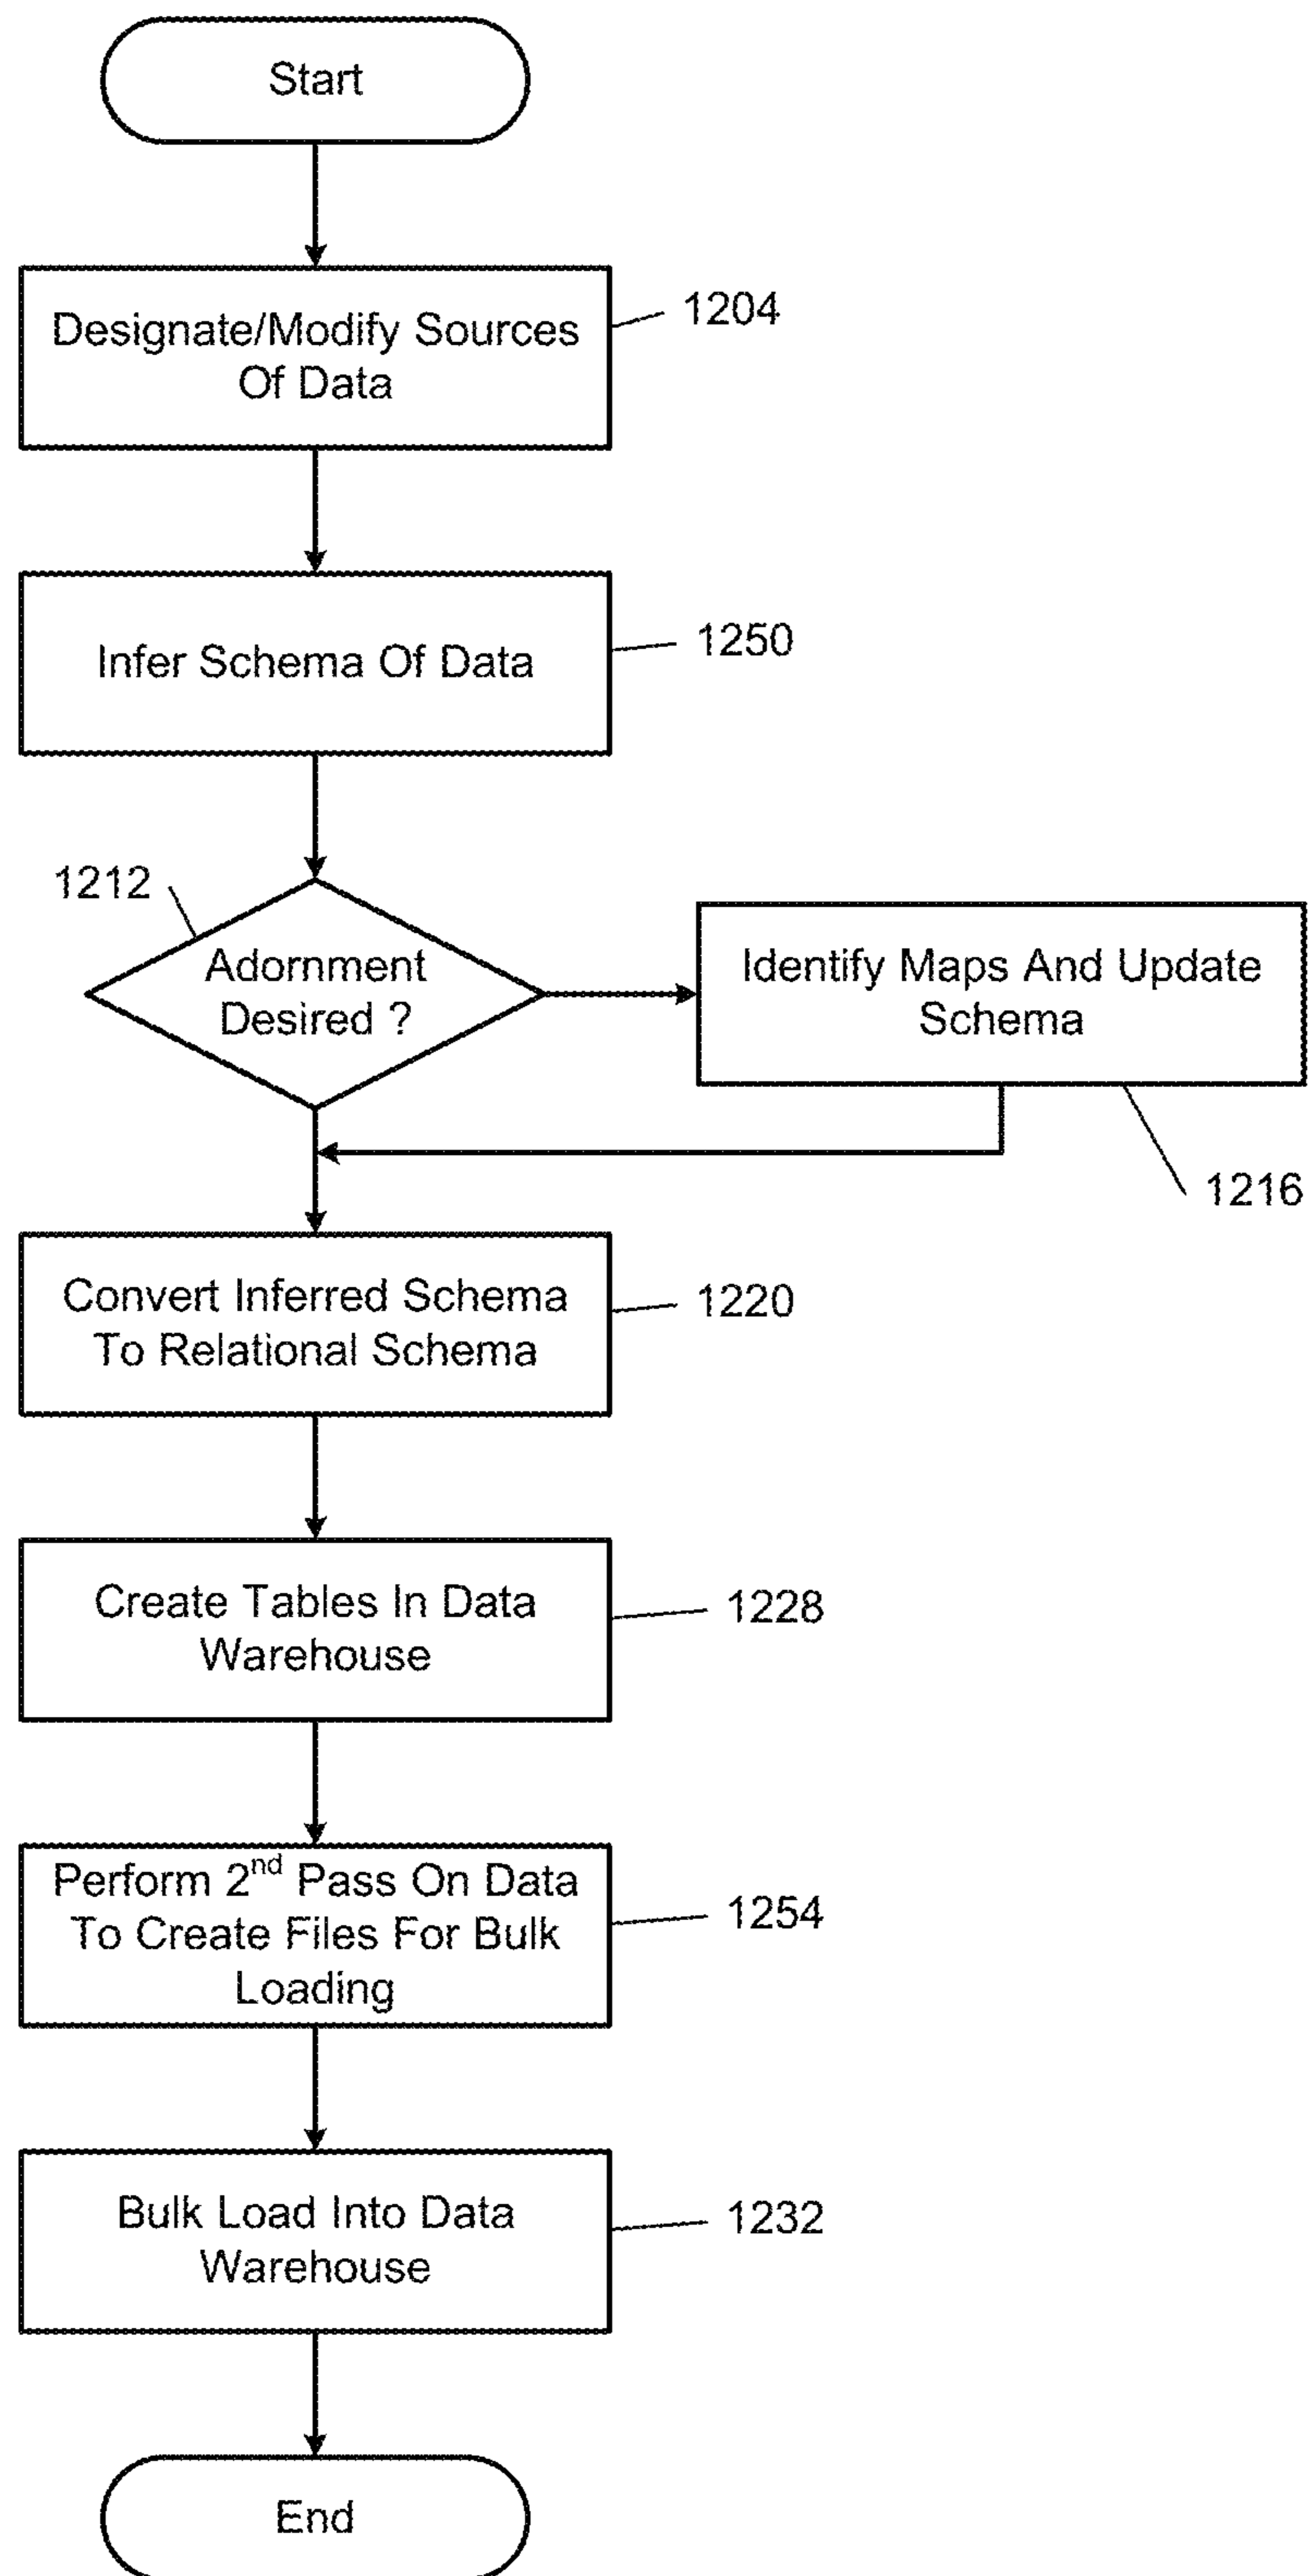 Start
Designate/Modify Sources
Of Data
1204
Infer Schema Of Data
1250
1212
Adornment
Desired ?
Identify Maps And Update
Schema
1216
Convert Inferred Schema
To Relational Schema
1220
Create Tables In Data
Warehouse
1228
Perform 2nd Pass On Data
To Create Files For Bulk
Loading
1254
Bulk Load Into Data
Warehouse
1232
End